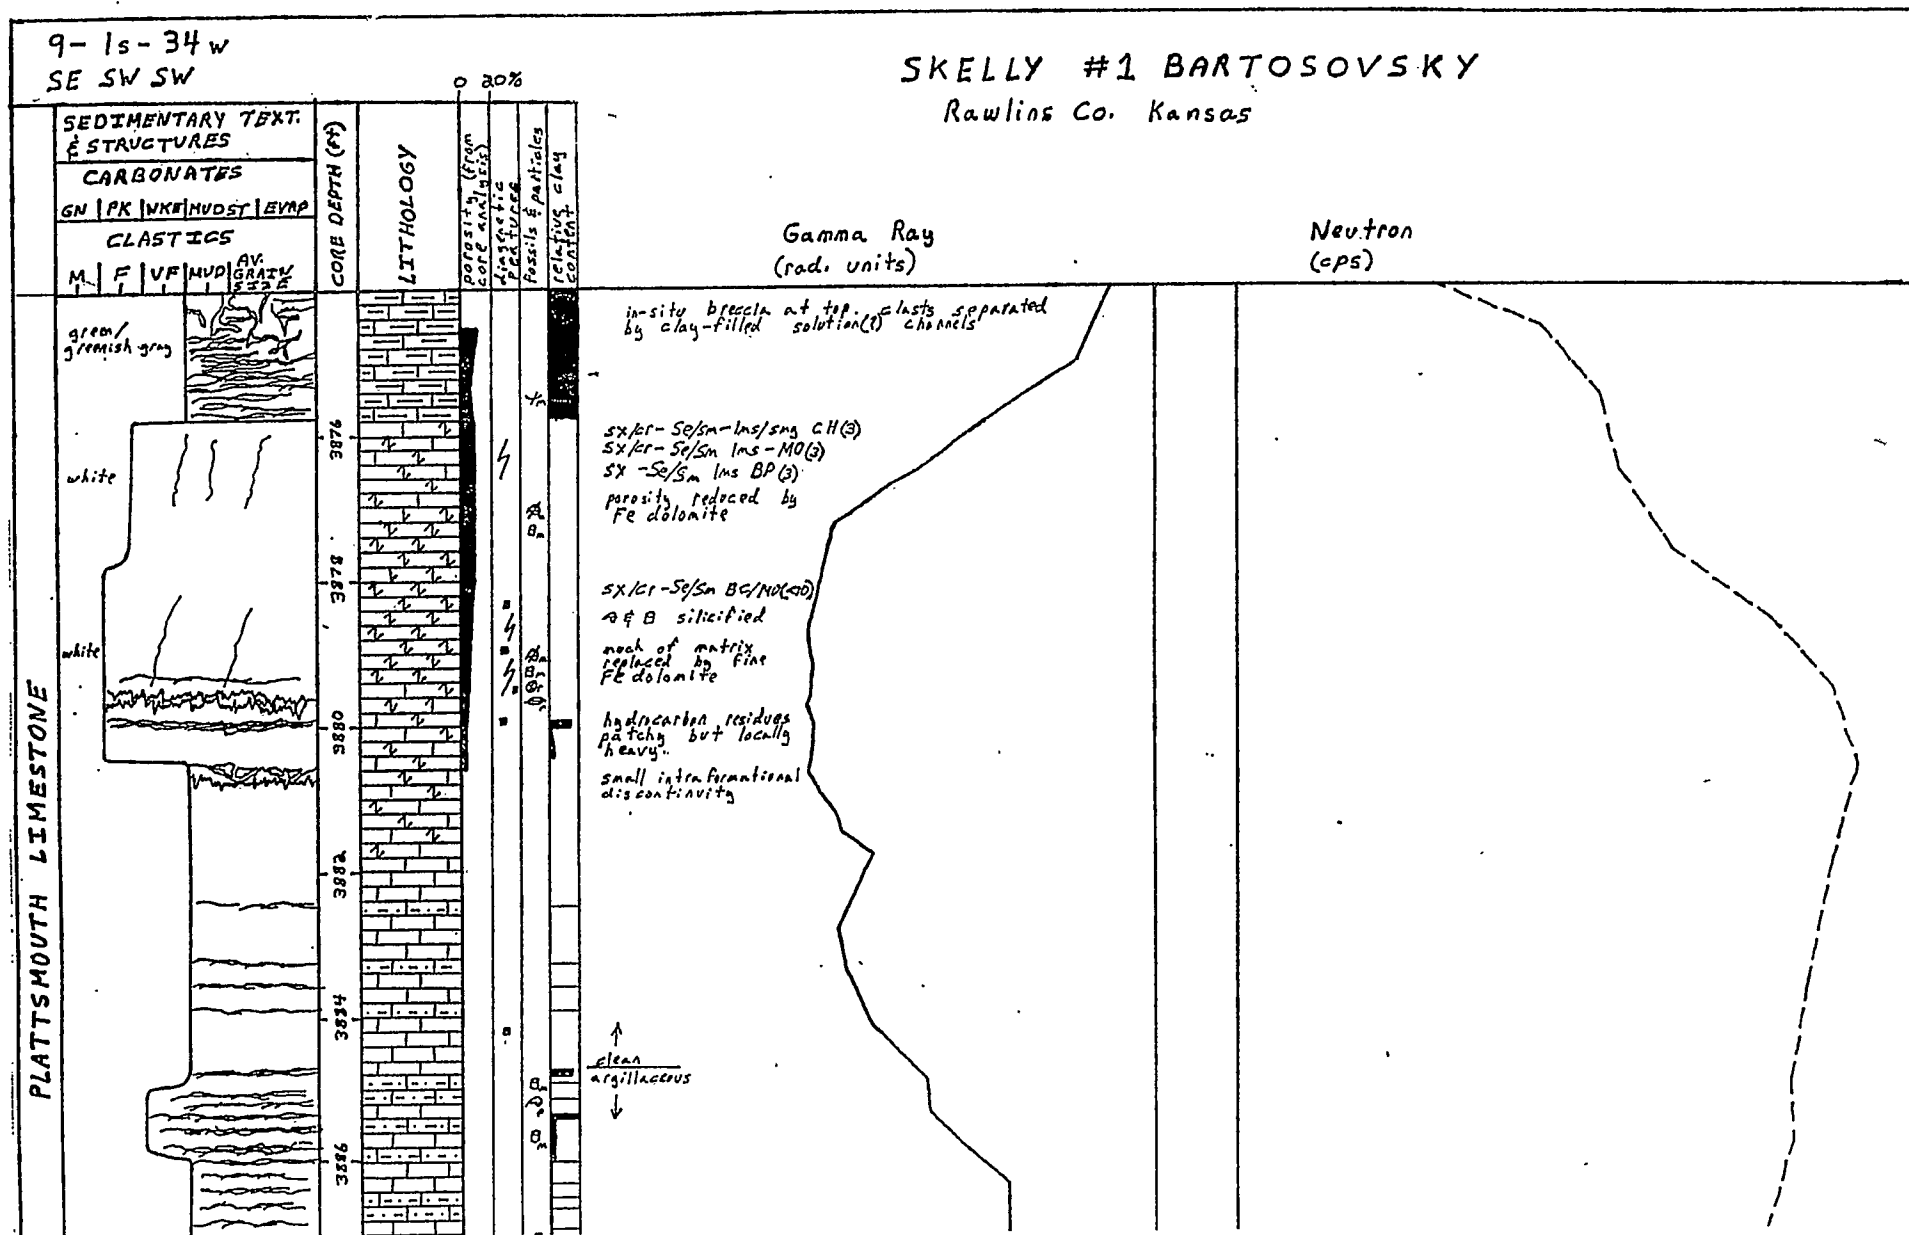 9-1s-34w
SE SW SW
SKELLY #1 BARTOSOVSKY
Rawlins Co. Kansas
0 20%
SEDIMENTARY TEXT.
& STRUCTURES
CARBONATES
GN | PK | WKE | MUDST | EVAP
CLASTICS
M | F | VF | MUD | AV. GRAIN SIZE
CORE DEPTH (ft)
LITHOLOGY
porosity (from
core analysis)
diagenetic
features
fossils & particles
relative clay
content
Gamma Ray
(rad. units)
Neutron
(cps)
PLATTSMOUTH LIMESTONE
green/
greenish gray
in-situ breccia at top, clasts separated
by clay-filled solution(?) channels
3876
sx/cr-Se/sm-lms/smg CH(3)
sx/cr-Se/Sm lms-MO(3)
sx-Se/Sm lms BP(3)
porosity reduced by
Fe dolomite
white
3878
sx/cr-Se/Sm BC/MO
silicified
white
much of matrix
replaced by fine
Fe dolomite
3880
hydrocarbon residues
patchy but locally
heavy..
small intraformational
discontinuity
3882
3884
clean
argillaceous
3886